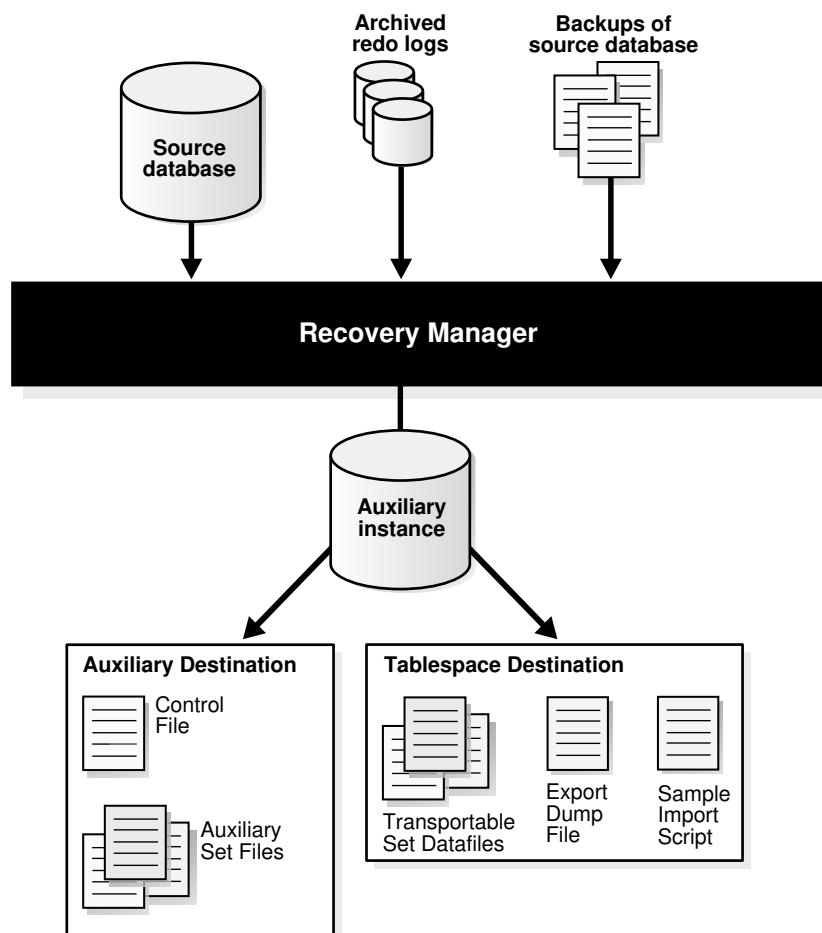 Archived
redo logs
Backups of
source database
Source
database
Recovery Manager
Auxiliary
instance
Auxiliary Destination
Control
File
Auxiliary
Set Files
Tablespace Destination
Transportable
Set Datafiles
Export
Dump
File
Sample
Import
Script